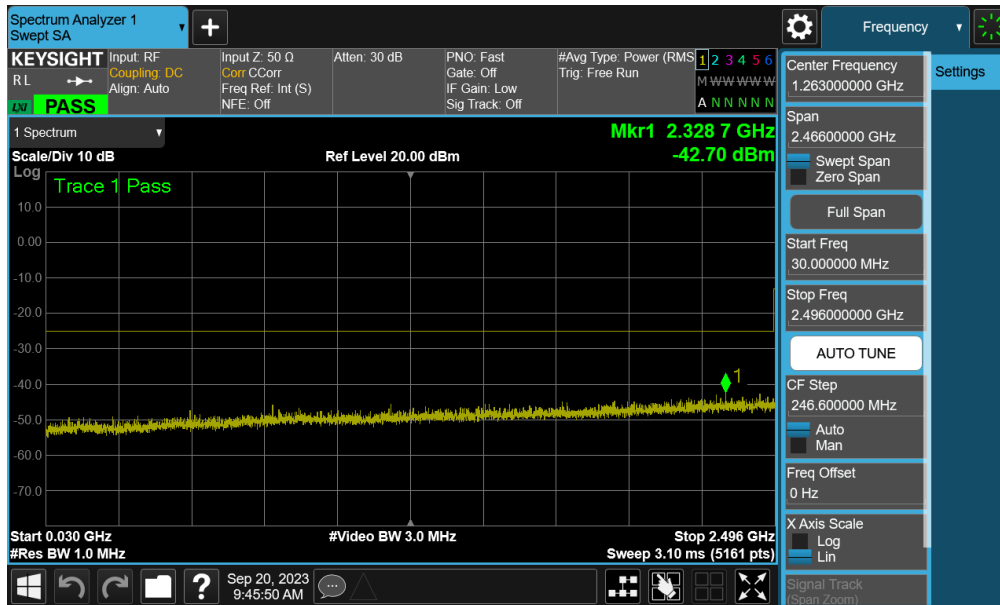 Spectrum Analyzer 1
Swept SA
Frequency
KEYSIGHT
R L
LXI
PASS
Input: RF
Coupling: DC
Align: Auto
Input Z: 50 Ω
Corr CCorr
Freq Ref: Int (S)
NFE: Off
Atten: 30 dB
PNO: Fast
Gate: Off
IF Gain: Low
Sig Track: Off
#Avg Type: Power (RMS
Trig: Free Run
1 2 3 4 5 6
M W W W W W
A N N N N N
1 Spectrum
Scale/Div 10 dB
Ref Level 20.00 dBm
Mkr1 2.328 7 GHz
-42.70 dBm
Log
Trace 1 Pass
10.0
0.00
-10.0
-20.0
-30.0
-40.0
-50.0
-60.0
-70.0
1
Start 0.030 GHz
#Video BW 3.0 MHz
Stop 2.496 GHz
#Res BW 1.0 MHz
Sweep 3.10 ms (5161 pts)
Center Frequency
1.263000000 GHz
Settings
Span
2.46600000 GHz
Swept Span
Zero Span
Full Span
Start Freq
30.000000 MHz
Stop Freq
2.496000000 GHz
AUTO TUNE
CF Step
246.600000 MHz
Auto
Man
Freq Offset
0 Hz
X Axis Scale
Log
Lin
Signal Track
(Span Zoom)
?
Sep 20, 2023
9:45:50 AM